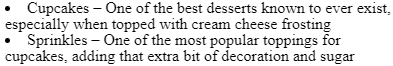 • Cupcakes – One of the best desserts known to ever exist,
especially when topped with cream cheese frosting
• Sprinkles – One of the most popular toppings for
cupcakes, adding that extra bit of decoration and sugar